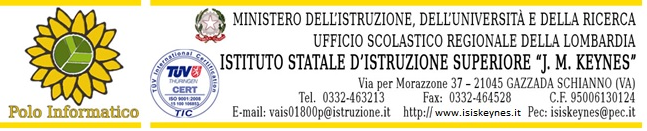 MINISTERO DELL'ISTRUZIONE, DELL'UNIVERSITÀ E DELLA RICERCA
UFFICIO SCOLASTICO REGIONALE DELLA LOMBARDIA
ISTITUTO STATALE D'ISTRUZIONE SUPERIORE "J. M. KEYNES"
Via per Morazzone 37 – 21045 GAZZADA SCHIANNO (VA)
Tel. 0332-463213 Fax: 0332-464528 C.F. 95006130124
E-mail: vais01800p@istruzione.it http://www.isiskeynes.it Pec: isiskeynes@pec.it
Polo Informatico
TÜV International Certification
TÜV
THÜRINGEN
CERT
ISO 9001:2008
TIC